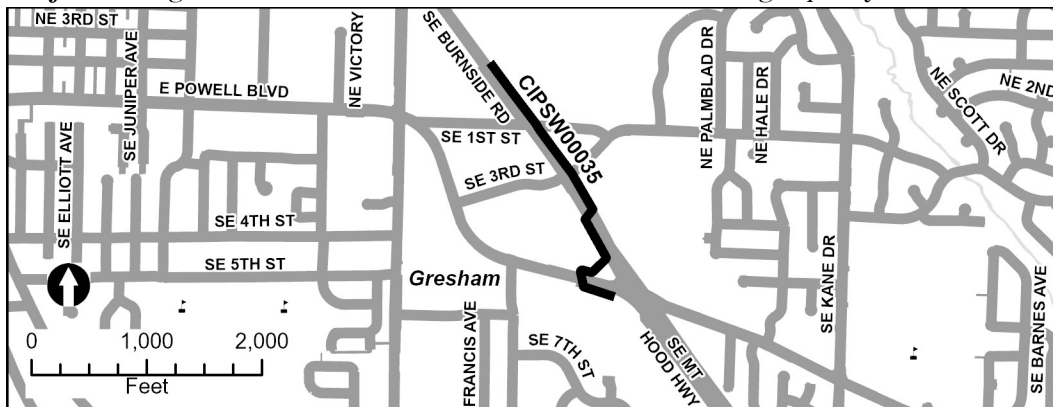 NE 3RD ST
SE JUNIPER AVE
NE VICTORY
SE BURNSIDE RD
CIPSW00035
NE PALMBLAD DR
NE HALE DR
NE SCOTT DR
NE 2ND
E POWELL BLVD
SE 1ST ST
SE 3RD ST
SE ELLIOTT AVE
SE 4TH ST
SE 5TH ST
Gresham
SE KANE DR
SE BARNES AVE
FRANCIS AVE
SE 7TH ST
SE MT
HOOD HWY
0 1,000 2,000
Feet